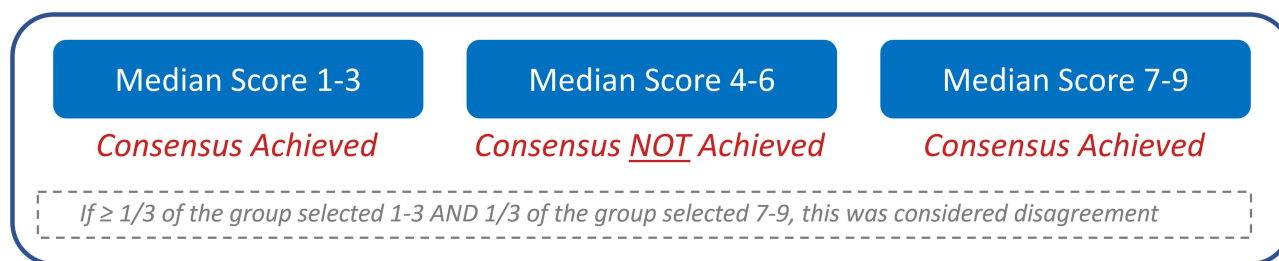 Median Score 1-3
Median Score 4-6
Median Score 7-9
Consensus Achieved
Consensus NOT Achieved
Consensus Achieved
If ≥ 1/3 of the group selected 1-3 AND 1/3 of the group selected 7-9, this was considered disagreement